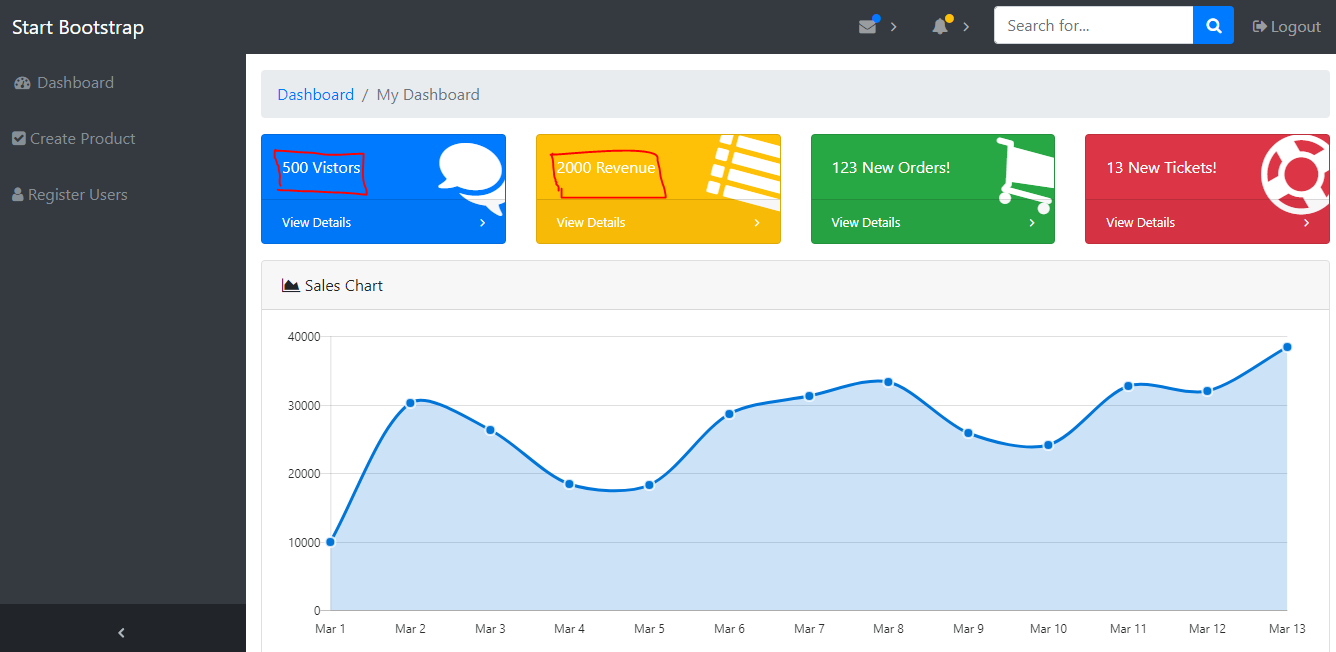 Start Bootstrap
Search for...
Logout
Dashboard
Create Product
Register Users
Dashboard / My Dashboard
500 Vistors
2000 Revenue
123 New Orders!
13 New Tickets!
View Details
View Details
View Details
View Details
Sales Chart
40000
30000
20000
10000
0
Mar 1 Mar 2 Mar 3 Mar 4 Mar 5 Mar 6 Mar 7 Mar 8 Mar 9 Mar 10 Mar 11 Mar 12 Mar 13